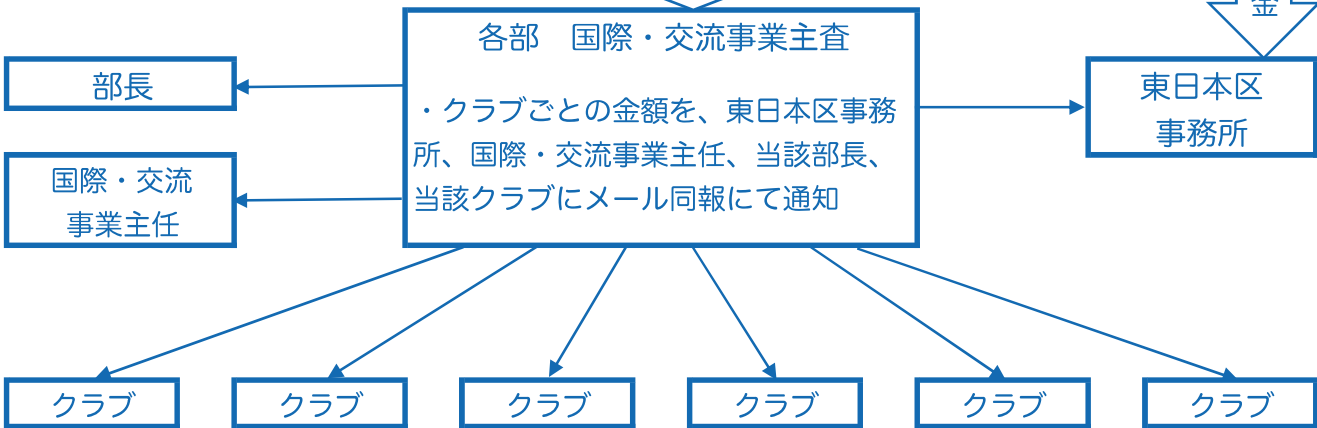 金
各部　国際・交流事業主査
・クラブごとの金額を、東日本区事務
所、国際・交流事業主任、当該部長、
当該クラブにメール同報にて通知
部長
国際・交流
事業主任
東日本区
事務所
クラブ
クラブ
クラブ
クラブ
クラブ
クラブ